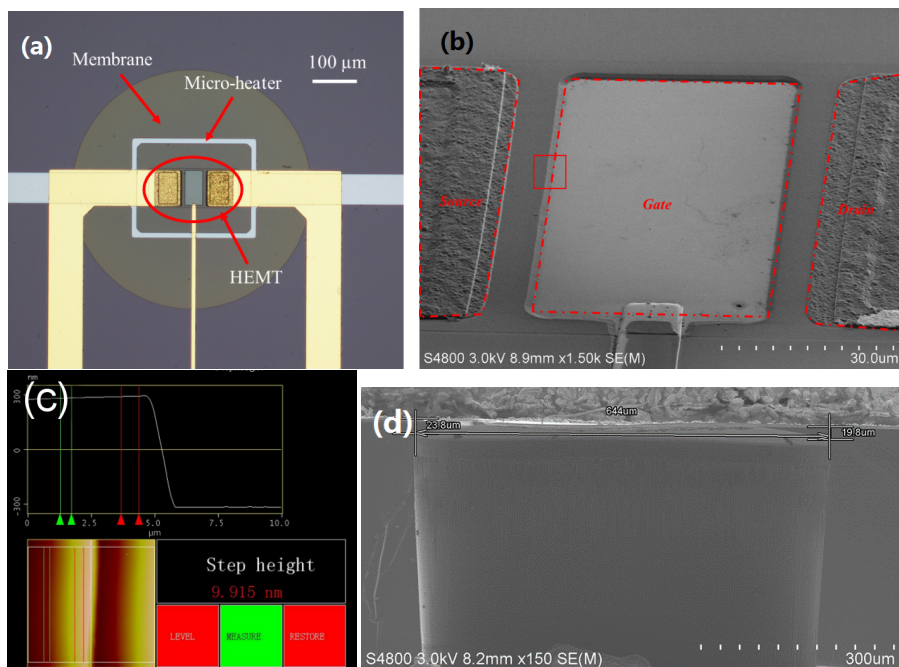 (a)
Membrane
Micro-heater
100 μm
HEMT
(b)
Source
Gate
Drain
S4800 3.0kV 8.9mm x1.50k SE(M)
30.0um
(c)
nm
300
0
-300
0
2.5
5.0
7.5
10.0
μm
Step height
9.915 nm
LEVEL
MEASURE
RESTORE
(d)
644um
23.8um
19.8um
S4800 3.0kV 8.2mm x150 SE(M)
300um